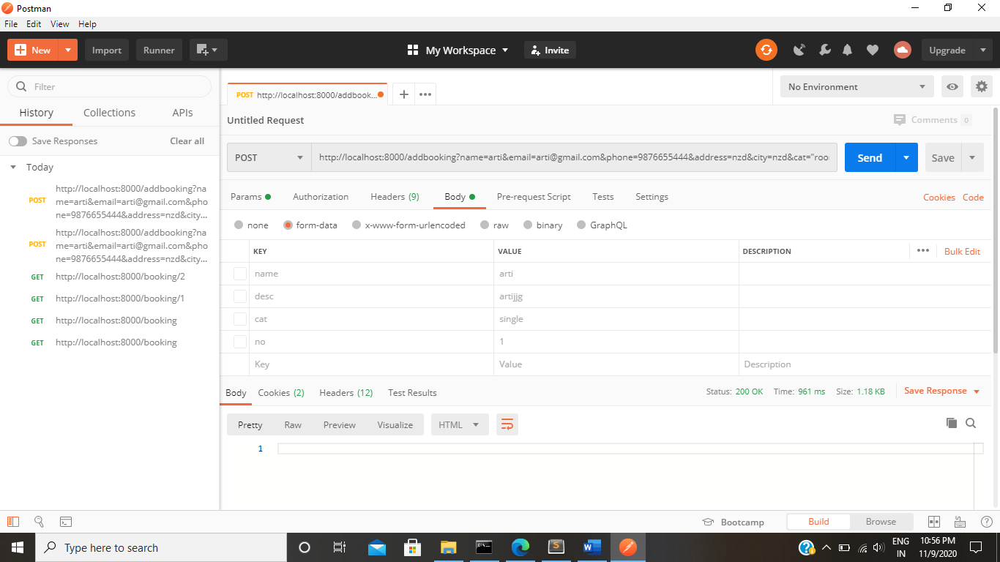 Postman
File Edit View Help
New Import Runner My Workspace Invite Upgrade
Filter
History Collections APIs
Save Responses Clear all
Today
POST http://localhost:8000/addbooking?na
me=arti&email=arti@gmail.com&pho
ne=9876655444&address=nzd&city...
POST http://localhost:8000/addbooking?na
me=arti&email=arti@gmail.com&pho
ne=9876655444&address=nzd&city...
GET http://localhost:8000/booking/2
GET http://localhost:8000/booking/1
GET http://localhost:8000/booking
GET http://localhost:8000/booking
POST http://localhost:8000/addbook... No Environment
Untitled Request Comments 0
POST http://localhost:8000/addbooking?name=arti&email=arti@gmail.com&phone=9876655444&address=nzd&city=nzd&cat="roo Send Save
Params Authorization Headers (9) Body Pre-request Script Tests Settings Cookies Code
none form-data x-www-form-urlencoded raw binary GraphQL
KEY VALUE DESCRIPTION Bulk Edit
name arti
desc artijjg
cat single
no 1
Key Value Description
Body Cookies (2) Headers (12) Test Results Status: 200 OK Time: 961 ms Size: 1.18 KB Save Response
Pretty Raw Preview Visualize HTML
1
Bootcamp Build Browse
Type here to search
ENG
IN
10:56 PM
11/9/2020